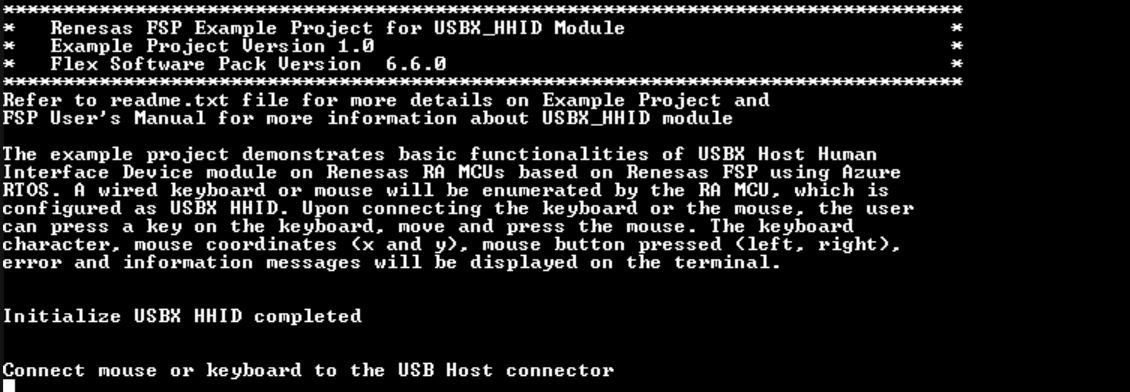 ********************************************************************************
*   Renesas FSP Example Project for USBX_HHID Module                           *
*   Example Project Version 1.0                                                *
*   Flex Software Pack Version  6.6.0                                          *
********************************************************************************
Refer to readme.txt file for more details on Example Project and
FSP User's Manual for more information about USBX_HHID module
The example project demonstrates basic functionalities of USBX Host Human
Interface Device module on Renesas RA MCUs based on Renesas FSP using Azure
RTOS. A wired keyboard or mouse will be enumerated by the RA MCU, which is
configured as USBX HHID. Upon connecting the keyboard or the mouse, the user
can press a key on the keyboard, move and press the mouse. The keyboard
character, mouse coordinates (x and y), mouse button pressed (left, right),
error and information messages will be displayed on the terminal.
Initialize USBX HHID completed
Connect mouse or keyboard to the USB Host connector